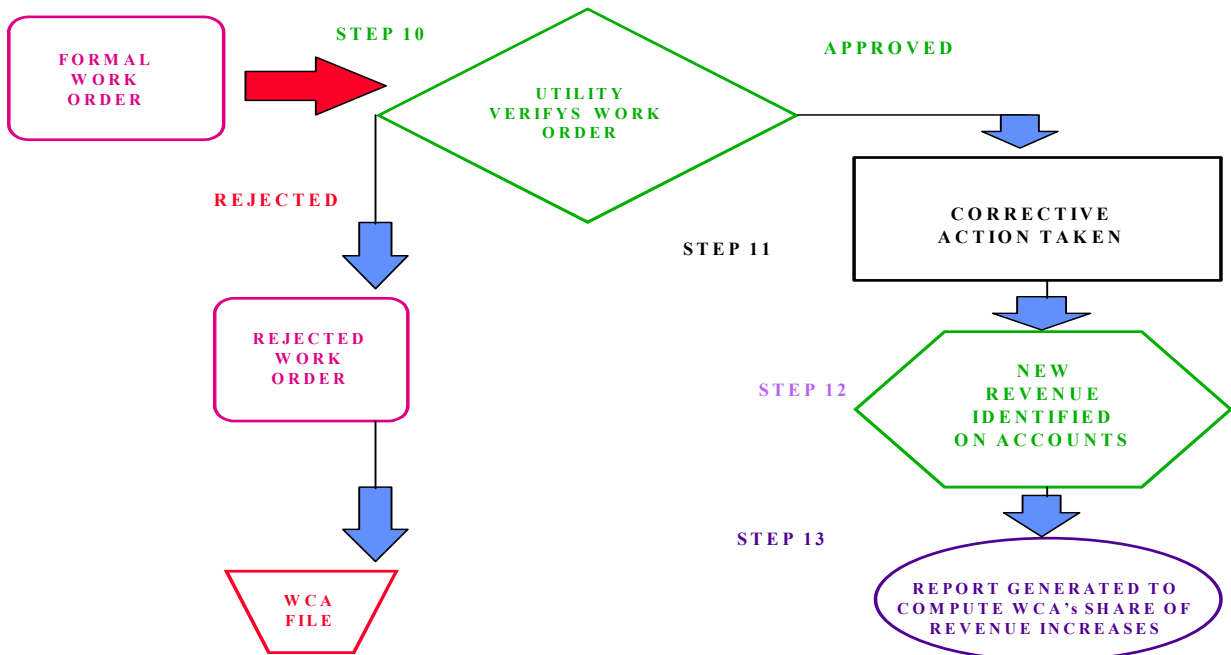 STEP 10
FORMAL
WORK
ORDER
APPROVED
UTILITY
VERIFYS WORK
ORDER
REJECTED
CORRECTIVE
ACTION TAKEN
STEP 11
REJECTED
WORK
ORDER
STEP 12
NEW
REVENUE
IDENTIFIED
ON ACCOUNTS
STEP 13
WCA
FILE
REPORT GENERATED TO
COMPUTE WCA's SHARE OF
REVENUE INCREASES